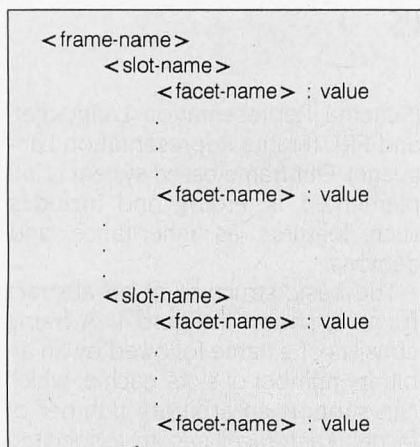 <frame-name>
<slot-name>
<facet-name> : value
.
.
<facet-name> : value
.
.
<slot-name>
<facet-name> : value
.
.
<facet-name> : value